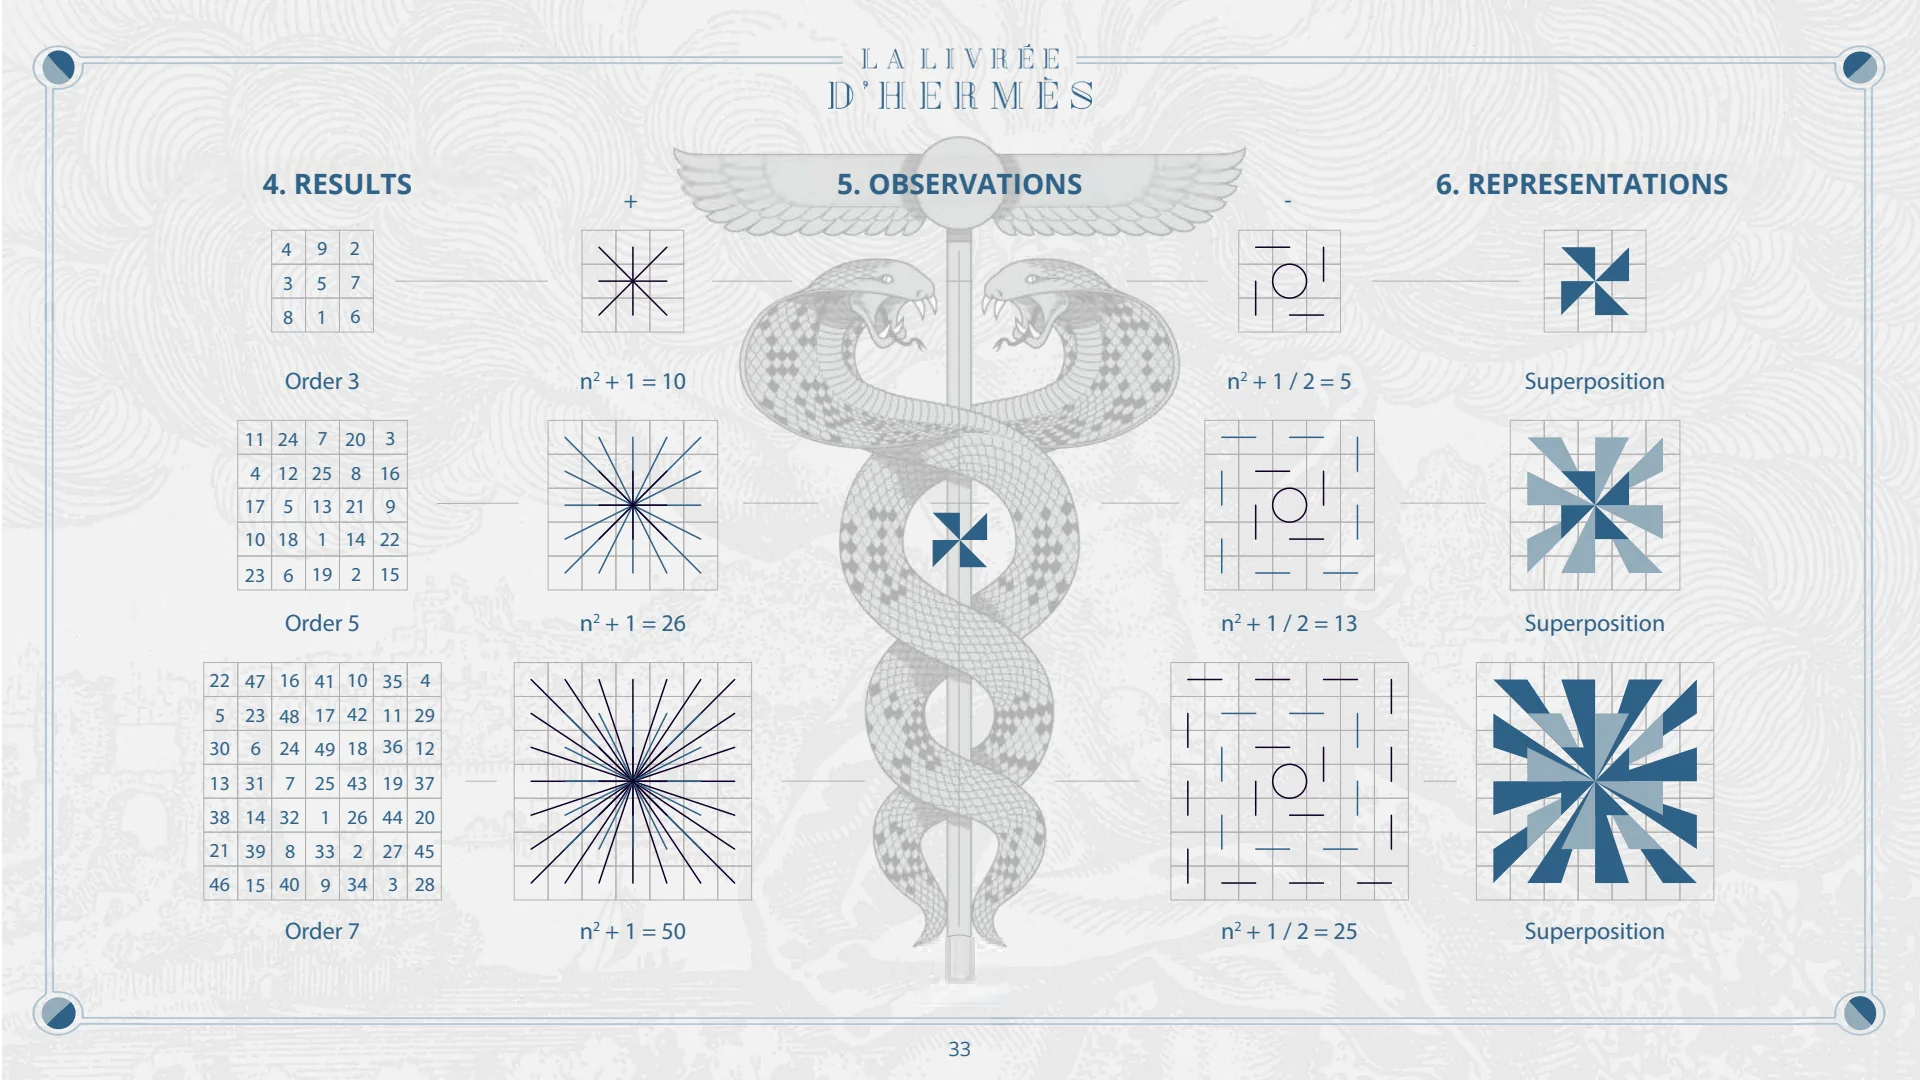 LA LIVRÉE
D'HERMÈS
4. RESULTS
5. OBSERVATIONS
6. REPRESENTATIONS
+
-
4 9 2
3 5 7
8 1 6
Order 3
n² + 1 = 10
n² + 1 / 2 = 5
Superposition
11 24 7 20 3
4 12 25 8 16
17 5 13 21 9
10 18 1 14 22
23 6 19 2 15
Order 5
n² + 1 = 26
n² + 1 / 2 = 13
Superposition
22 47 16 41 10 35 4
5 23 48 17 42 11 29
30 6 24 49 18 36 12
13 31 7 25 43 19 37
38 14 32 1 26 44 20
21 39 8 33 2 27 45
46 15 40 9 34 3 28
Order 7
n² + 1 = 50
n² + 1 / 2 = 25
Superposition
33